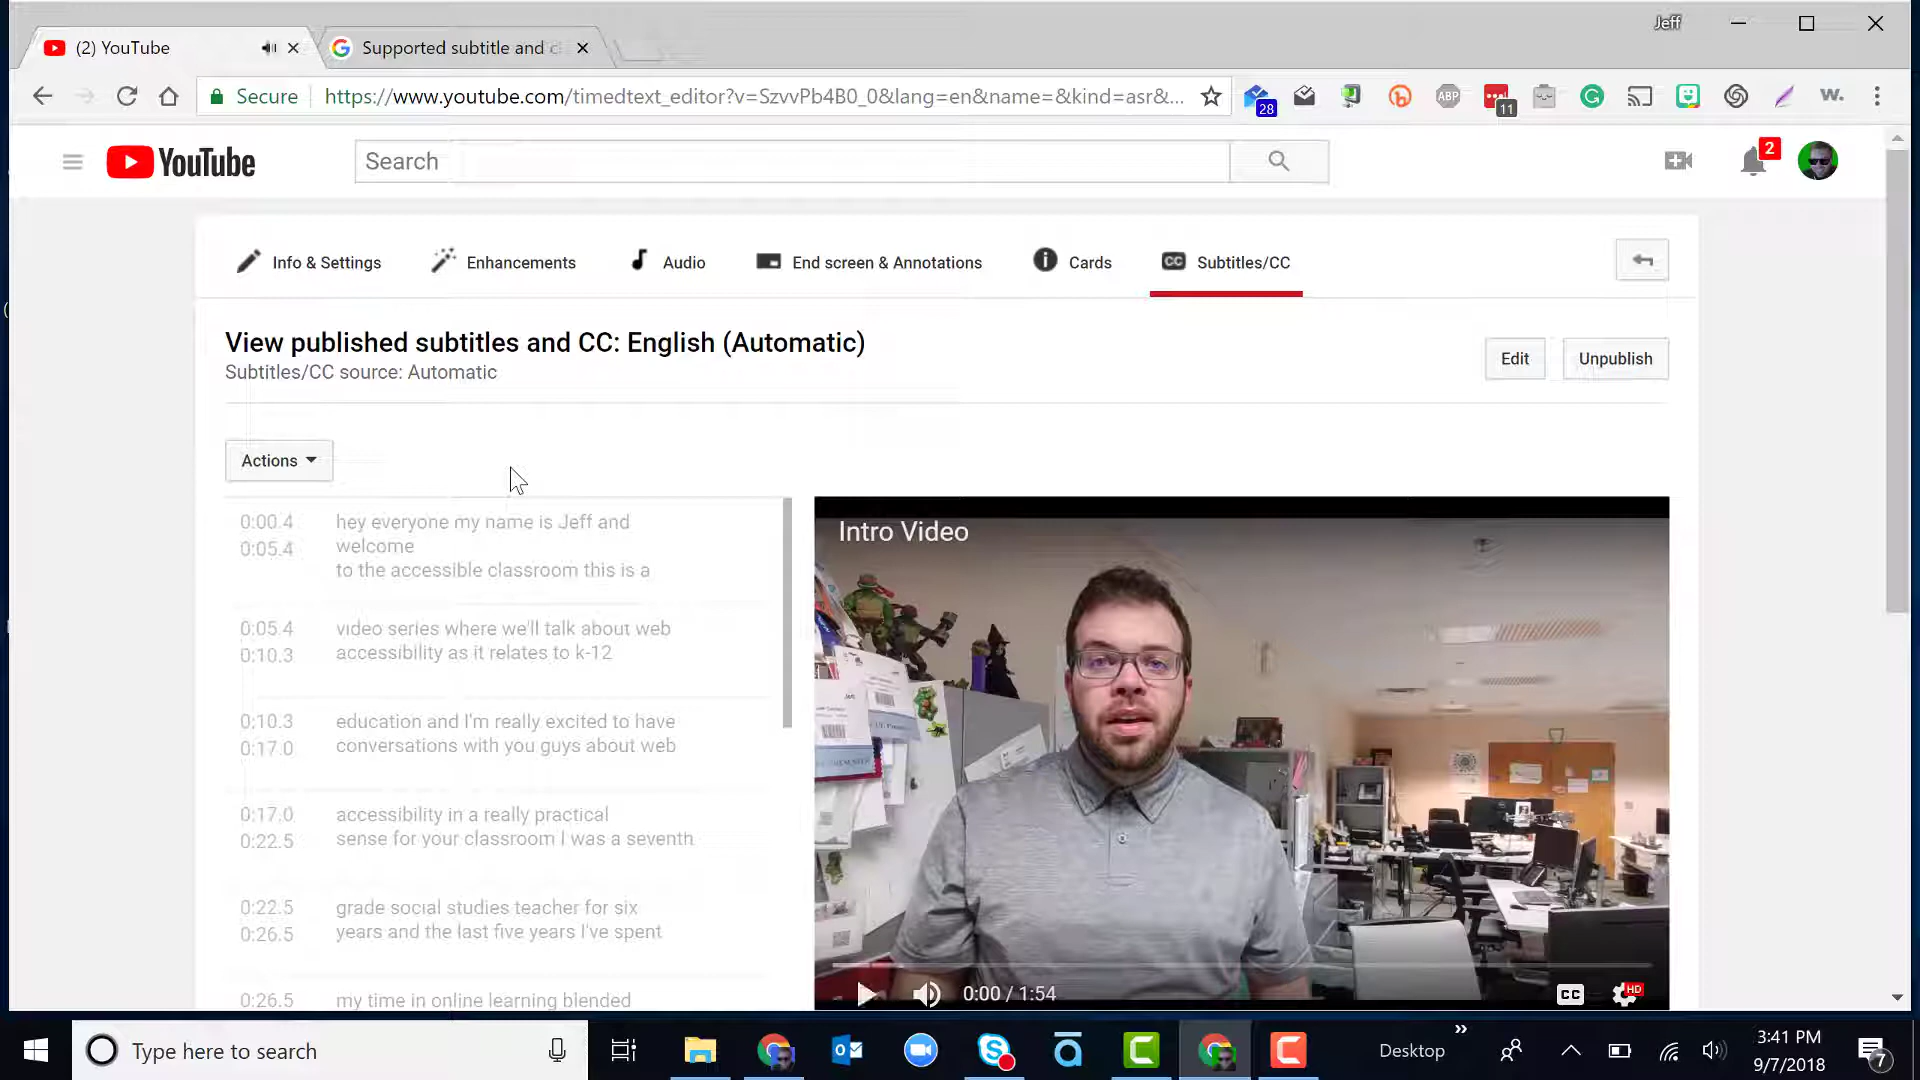 Jeff
(2) YouTube
Supported subtitle and c
Secure
https://www.youtube.com/timedtext_editor?v=SzvvPb4B0_0&lang=en&name=&kind=asr&...
28
ABP
11
w.
YouTube
Search
2
Info & Settings
Enhancements
Audio
End screen & Annotations
Cards
CC
Subtitles/CC
View published subtitles and CC: English (Automatic)
Subtitles/CC source: Automatic
Edit
Unpublish
Actions
0:00.4
0:05.4
hey everyone my name is Jeff and
welcome
to the accessible classroom this is a
0:05.4
0:10.3
video series where we'll talk about web
accessibility as it relates to k-12
0:10.3
0:17.0
education and I'm really excited to have
conversations with you guys about web
0:17.0
0:22.5
accessibility in a really practical
sense for your classroom I was a seventh
0:22.5
0:26.5
grade social studies teacher for six
years and the last five years I've spent
0:26.5
my time in online learning blended
Intro Video
0:00 / 1:54
CC
HD
Type here to search
Desktop
3:41 PM
9/7/2018
7